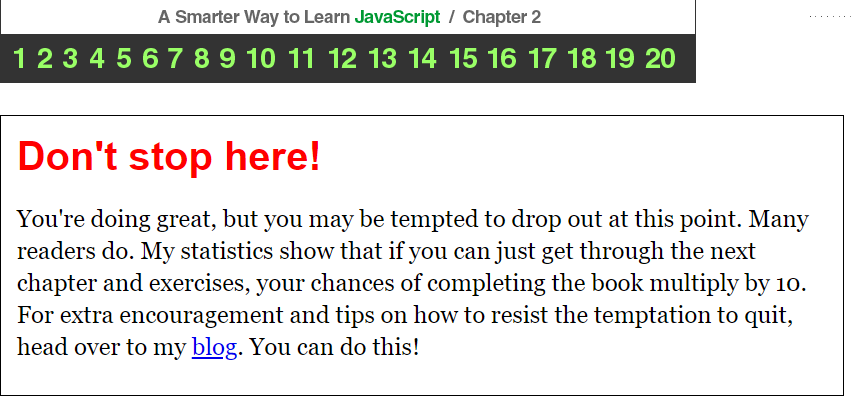 A Smarter Way to Learn JavaScript / Chapter 2
1 2 3 4 5 6 7 8 9 10 11 12 13 14 15 16 17 18 19 20
Don't stop here!
You're doing great, but you may be tempted to drop out at this point. Many
readers do. My statistics show that if you can just get through the next
chapter and exercises, your chances of completing the book multiply by 10.
For extra encouragement and tips on how to resist the temptation to quit,
head over to my blog. You can do this!